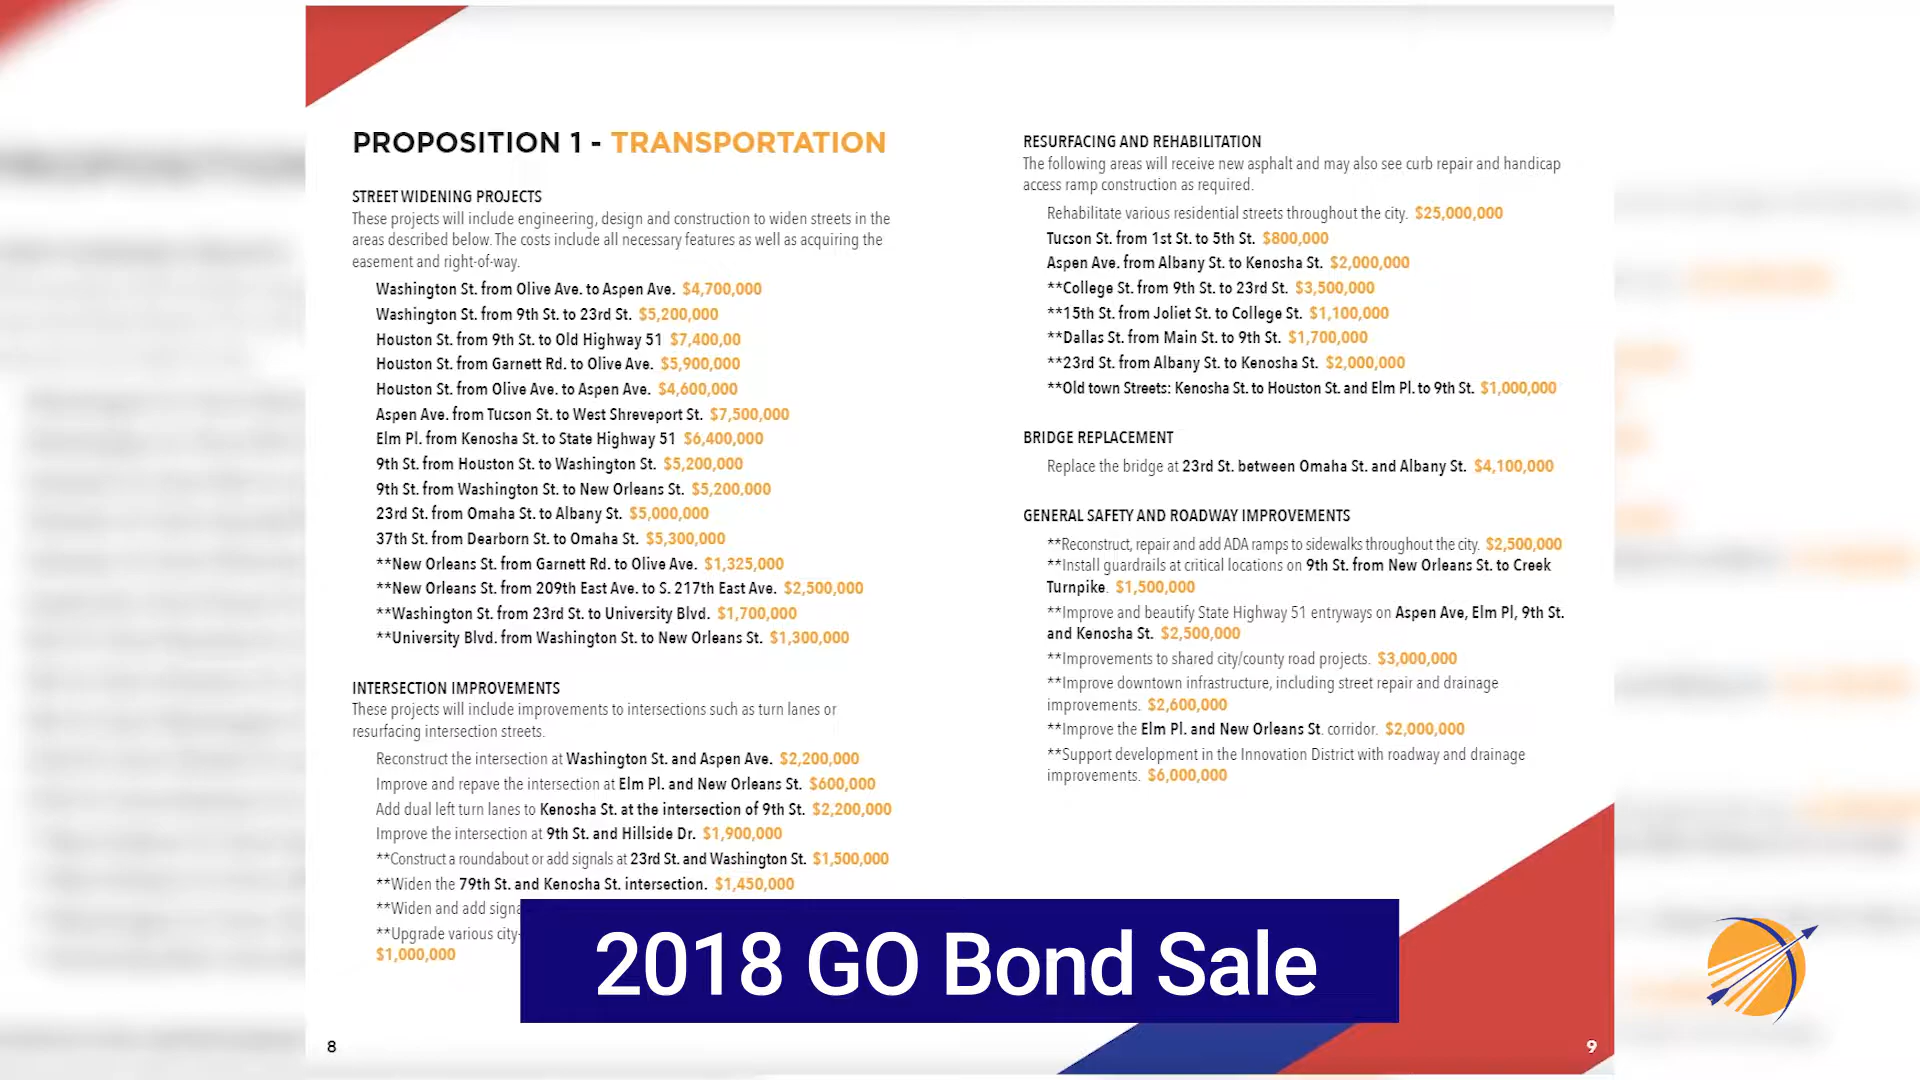 PROPOSITION 1 - TRANSPORTATION
STREET WIDENING PROJECTS
These projects will include engineering, design and construction to widen streets in the
areas described below. The costs include all necessary features as well as acquiring the
easement and right-of-way.
Washington St. from Olive Ave. to Aspen Ave. $4,700,000
Washington St. from 9th St. to 23rd St. $5,200,000
Houston St. from 9th St. to Old Highway 51 $7,400,00
Houston St. from Garnett Rd. to Olive Ave. $5,900,000
Houston St. from Olive Ave. to Aspen Ave. $4,600,000
Aspen Ave. from Tucson St. to West Shreveport St. $7,500,000
Elm Pl. from Kenosha St. to State Highway 51 $6,400,000
9th St. from Houston St. to Washington St. $5,200,000
9th St. from Washington St. to New Orleans St. $5,200,000
23rd St. from Omaha St. to Albany St. $5,000,000
37th St. from Dearborn St. to Omaha St. $5,300,000
**New Orleans St. from Garnett Rd. to Olive Ave. $1,325,000
**New Orleans St. from 209th East Ave. to S. 217th East Ave. $2,500,000
**Washington St. from 23rd St. to University Blvd. $1,700,000
**University Blvd. from Washington St. to New Orleans St. $1,300,000
INTERSECTION IMPROVEMENTS
These projects will include improvements to intersections such as turn lanes or
resurfacing intersection streets.
Reconstruct the intersection at Washington St. and Aspen Ave. $2,200,000
Improve and repave the intersection at Elm Pl. and New Orleans St. $600,000
Add dual left turn lanes to Kenosha St. at the intersection of 9th St. $2,200,000
Improve the intersection at 9th St. and Hillside Dr. $1,900,000
**Construct a roundabout or add signals at 23rd St. and Washington St. $1,500,000
**Widen the 79th St. and Kenosha St. intersection. $1,450,000
**Widen and add
**Upgrade various
$1,000,000
8
RESURFACING AND REHABILITATION
The following areas will receive new asphalt and may also see curb repair and handicap
access ramp construction as required.
Rehabilitate various residential streets throughout the city. $25,000,000
Tucson St. from 1st St. to 5th St. $800,000
Aspen Ave. from Albany St. to Kenosha St. $2,000,000
**College St. from 9th St. to 23rd St. $3,500,000
**15th St. from Joliet St. to College St. $1,100,000
**Dallas St. from Main St. to 9th St. $1,700,000
**23rd St. from Albany St. to Kenosha St. $2,000,000
**Old town Streets: Kenosha St. to Houston St. and Elm Pl. to 9th St. $1,000,000
BRIDGE REPLACEMENT
Replace the bridge at 23rd St. between Omaha St. and Albany St. $4,100,000
GENERAL SAFETY AND ROADWAY IMPROVEMENTS
**Reconstruct, repair and add ADA ramps to sidewalks throughout the city. $2,500,000
**Install guardrails at critical locations on 9th St. from New Orleans St. to Creek
Turnpike. $1,500,000
**Improve and beautify State Highway 51 entryways on Aspen Ave, Elm Pl, 9th St.
and Kenosha St. $2,500,000
**Improvements to shared city/county road projects. $3,000,000
**Improve downtown infrastructure, including street repair and drainage
improvements. $2,600,000
**Improve the Elm Pl. and New Orleans St. corridor. $2,000,000
**Support development in the Innovation District with roadway and drainage
improvements. $6,000,000
9
2018 GO Bond Sale